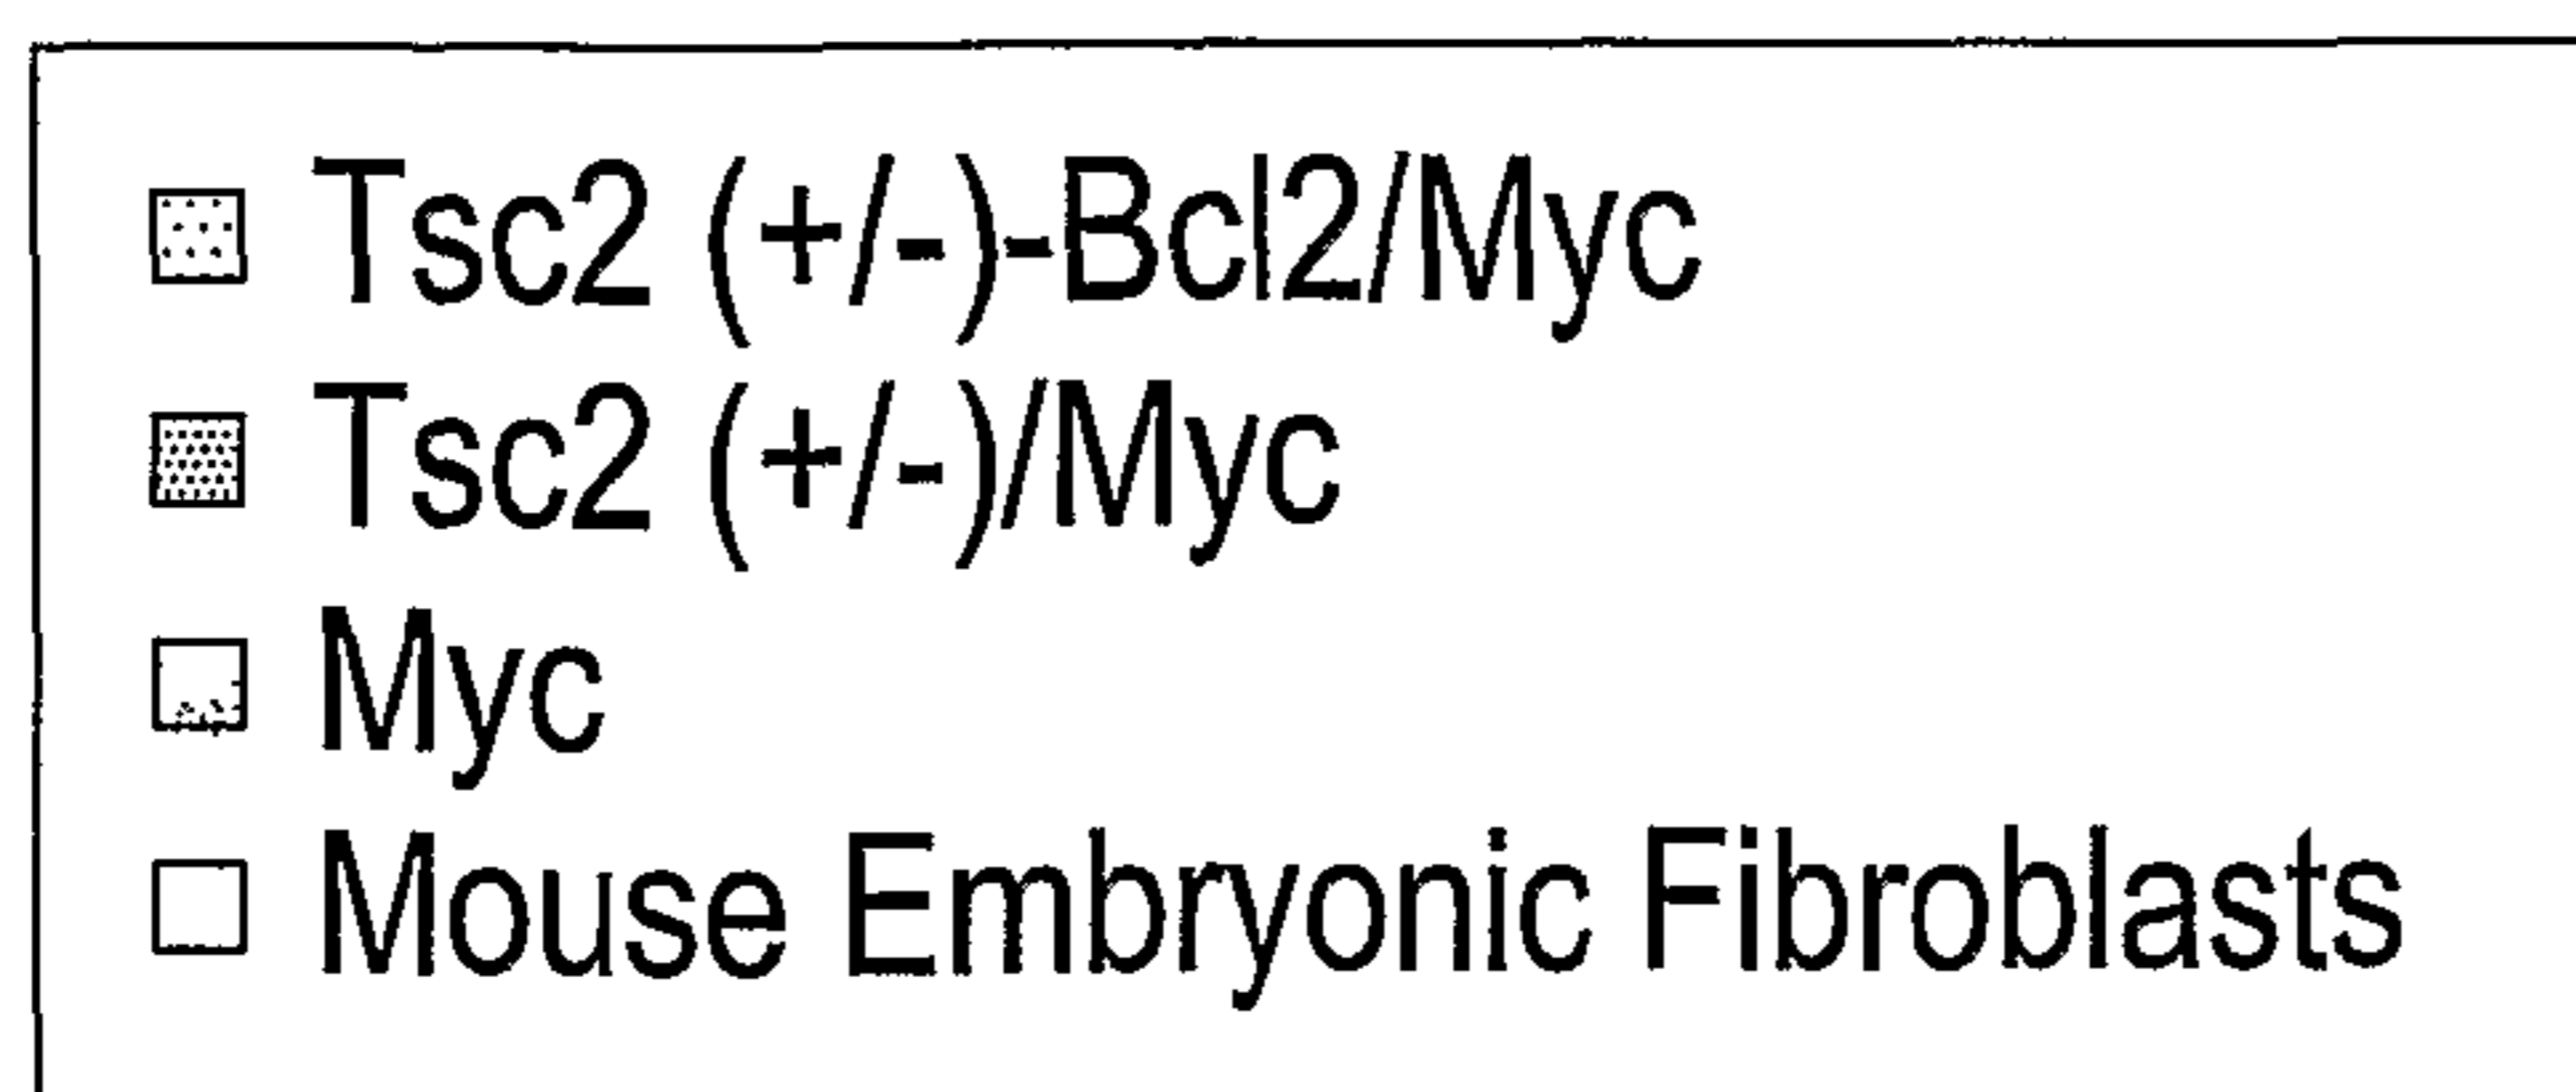 Tsc2 (+/-)-Bcl2/Myc
Tsc2 (+/-)/Myc
Myc
Mouse Embryonic Fibroblasts